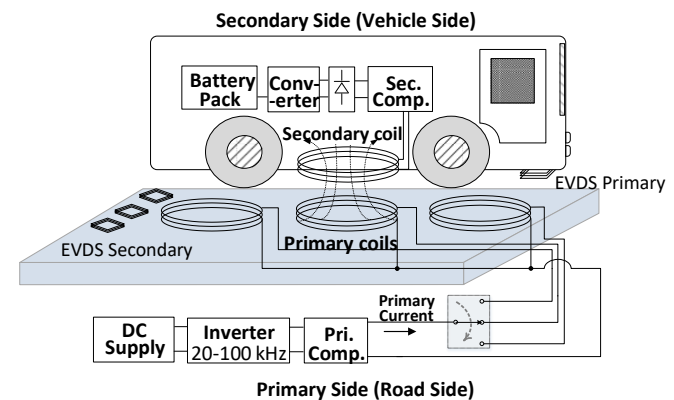 Secondary Side (Vehicle Side)
Battery
Pack
Conv-
-erter
Sec.
Comp.
Secondary coil
EVDS Primary
EVDS Secondary
Primary coils
Primary
Current
DC
Supply
Inverter
20-100 kHz
Pri.
Comp.
Primary Side (Road Side)